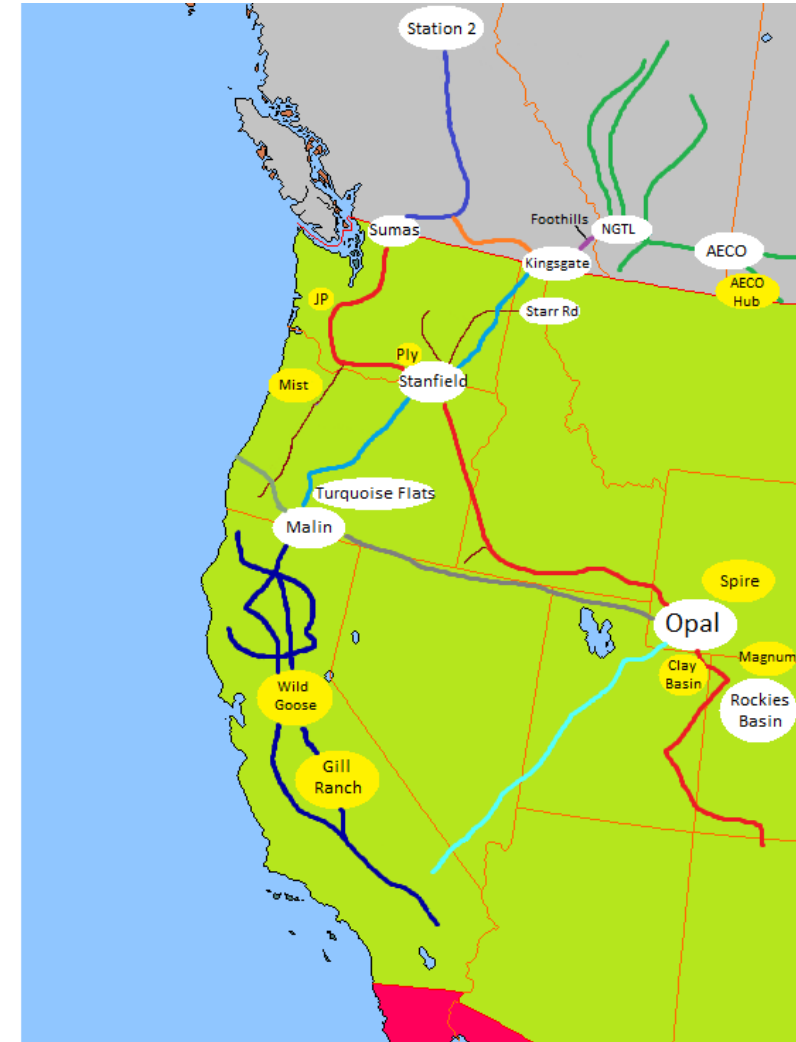 Station 2
Sumas
Foothills
NGTL
Kingsgate
AECO
AECO
Hub
JP
Starr Rd
Ply
Stanfield
Mist
Turquoise Flats
Malin
Spire
Opal
Clay
Basin
Magnum
Rockies
Basin
Wild
Goose
Gill
Ranch